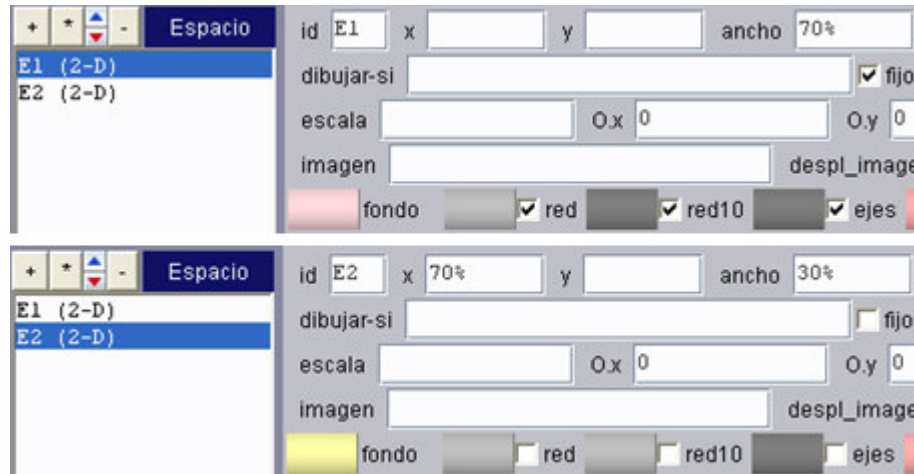 + * - Espacio id E1 x y ancho 70%
E1 (2-D)
E2 (2-D)
dibujar-si fijo
escala O.x 0 O.y 0
imagen despl_image
fondo red red10 ejes
+ * - Espacio id E2 x 70% y ancho 30%
E1 (2-D)
E2 (2-D)
dibujar-si fijo
escala O.x 0 O.y 0
imagen despl_image
fondo red red10 ejes